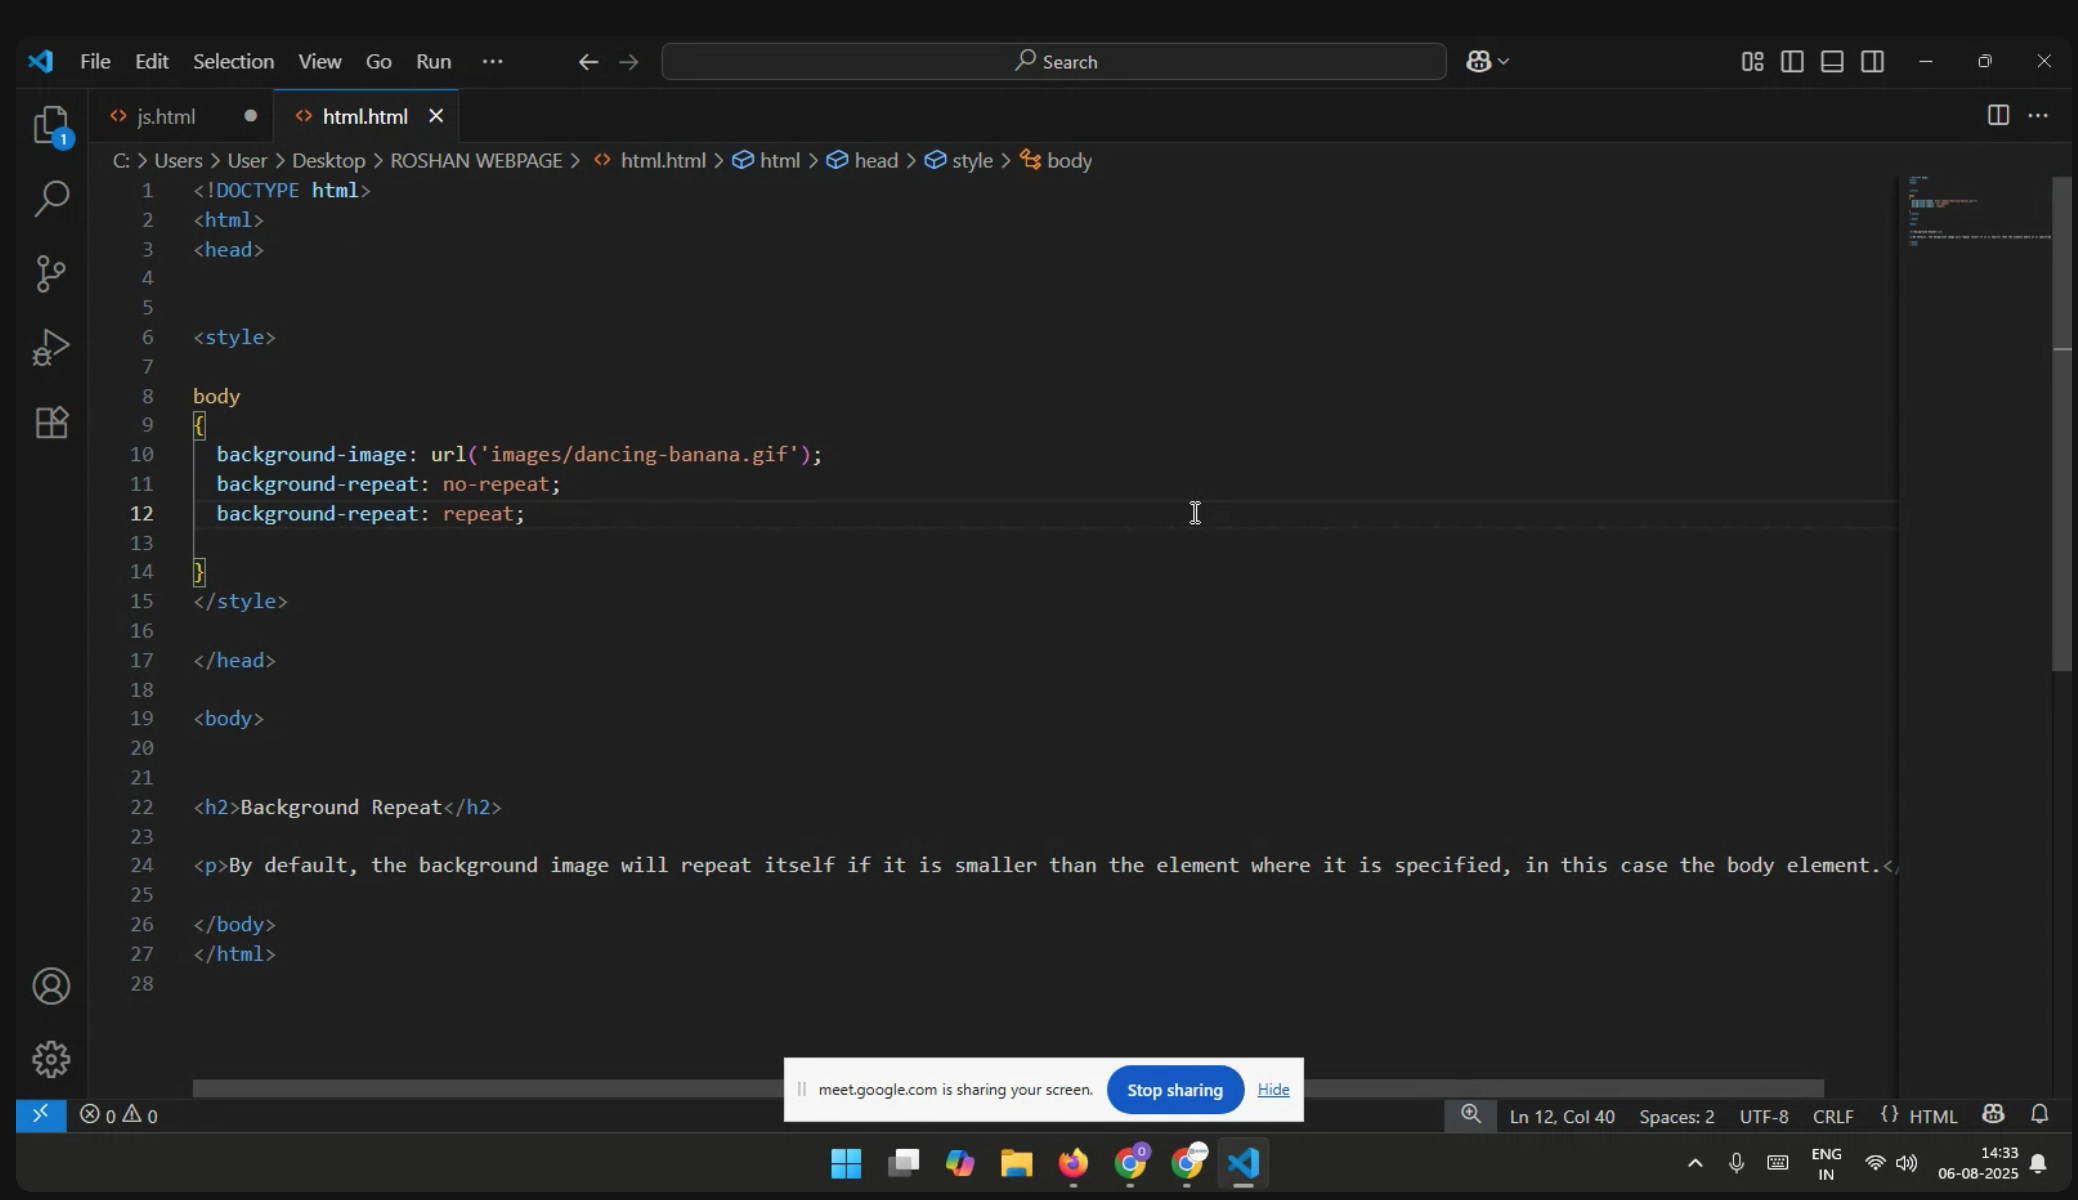 File Edit Selection View Go Run ··· Search
js.html html.html
C: > Users > User > Desktop > ROSHAN WEBPAGE > html.html > html > head > style > body
1 <!DOCTYPE html>
2 <html>
3 <head>
4
5
6 <style>
7
8 body
9 {
10 background-image: url('images/dancing-banana.gif');
11 background-repeat: no-repeat;
12 background-repeat: repeat;
13
14 }
15 </style>
16
17 </head>
18
19 <body>
20
21
22 <h2>Background Repeat</h2>
23
24 <p>By default, the background image will repeat itself if it is smaller than the element where it is specified, in this case the body element.</
25
26 </body>
27 </html>
28
1
meet.google.com is sharing your screen. Stop sharing Hide
0 0 Ln 12, Col 40 Spaces: 2 UTF-8 CRLF {} HTML
0
ENG
IN
14:33
06-08-2025